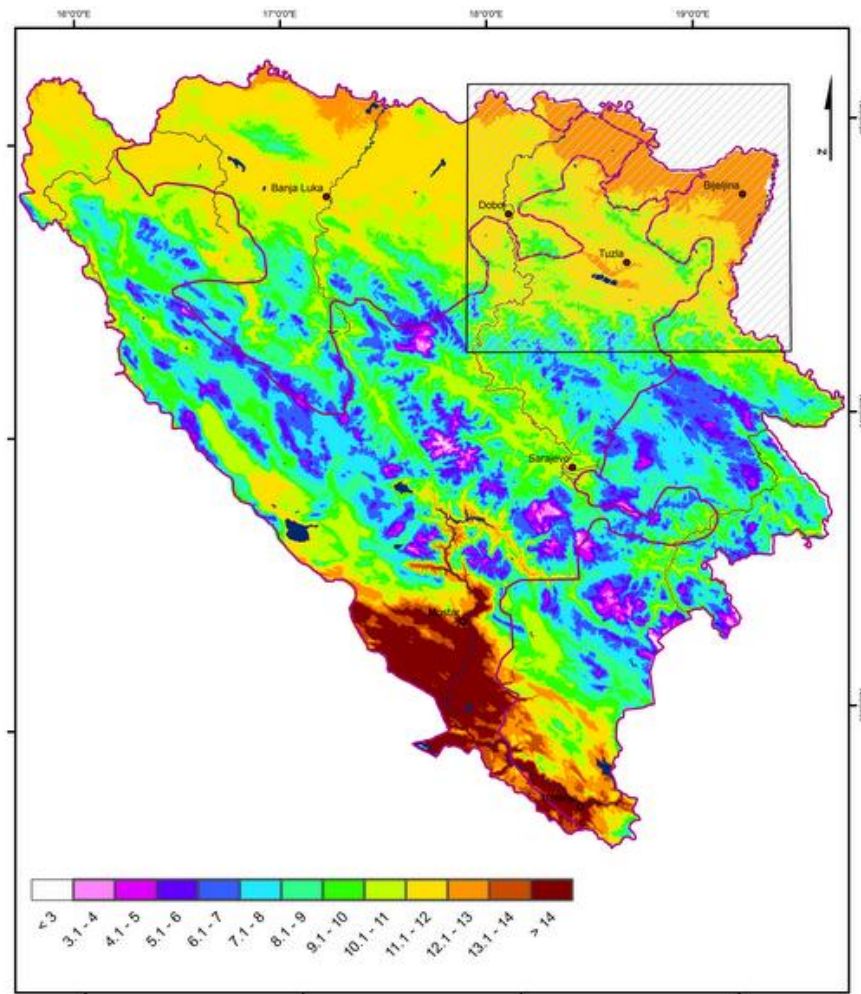 16°0'0"E 17°0'0"E 18°0'0"E 19°0'0"E
N
Banja Luka
Doboj
Bijeljina
Tuzla
Sarajevo
Mostar
< 3
3.1 - 4
4.1 - 5
5.1 - 6
6.1 - 7
7.1 - 8
8.1 - 9
9.1 - 10
10.1 - 11
11.1 - 12
12.1 - 13
13.1 - 14
> 14